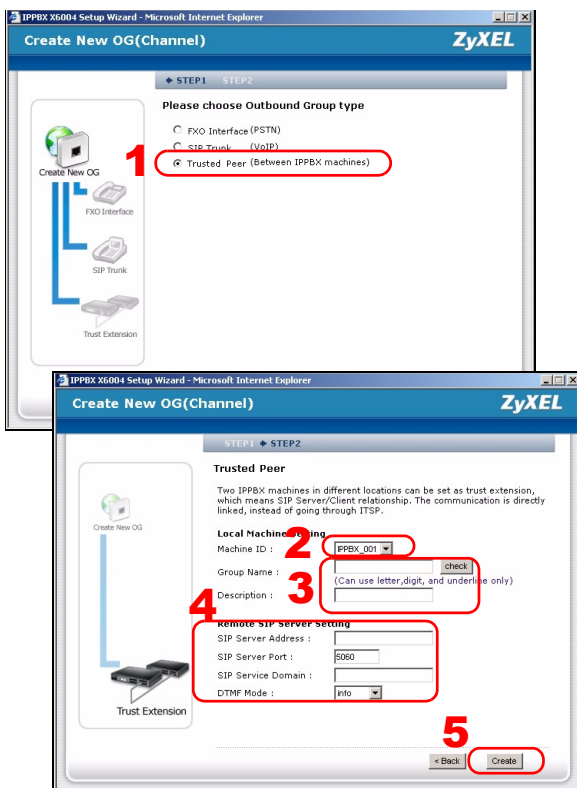 IPPBX X6004 Setup Wizard - Microsoft Internet Explorer
Create New OG(Channel)
ZyXEL
STEP1 STEP2
Please choose Outbound Group type
FXO Interface (PSTN)
SIP Trunk (VoIP)
1
Trusted Peer (Between IPPBX machines)
Create New OG
FXO Interface
SIP Trunk
Trust Extension
IPPBX X6004 Setup Wizard - Microsoft Internet Explorer
Create New OG(Channel)
ZyXEL
STEP1 STEP2
Trusted Peer
Two IPPBX machines in different locations can be set as trust extension,
which means SIP Server/Client relationship. The communication is directly
linked, instead of going through ITSP.
Create New OG
Local Machine Setting
2
Machine ID : IPPBX_001
Group Name : check
(Can use letter,digit, and underline only)
3
Description :
4
Remote SIP Server Setting
SIP Server Address :
SIP Server Port : 5060
SIP Service Domain :
DTMF Mode : info
Trust Extension
5
< Back Create